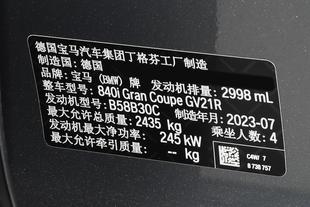 德国宝马汽车集团丁格芬工厂制造
制造国：德国
品牌：宝马 (BMW) 牌 发动机排量：2998 mL
整车型号：840i Gran Coupe GV21R
发动机型号：B58B30C 制造年月：2023-07
最大允许总质量：2435 kg 乘坐人数：4
发动机最大净功率：245 kW
最大允许牵引质量： kg
C4W/ 7
8 738 757